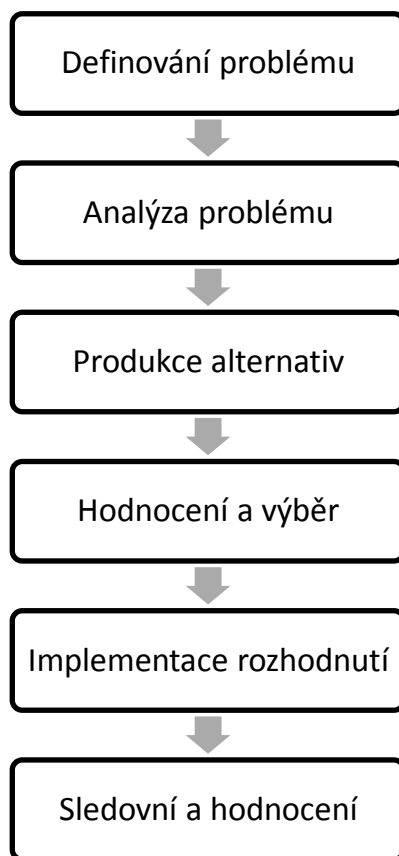 Definování problému
Analýza problému
Produkce alternativ
Hodnocení a výběr
Implementace rozhodnutí
Sledovní a hodnocení